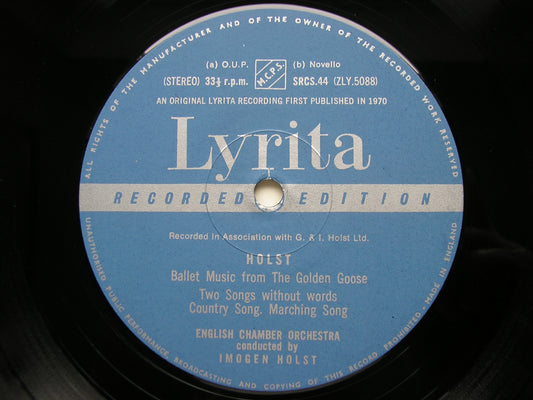 ALL RIGHTS OF THE MANUFACTURER AND OF THE OWNER OF THE RECORDED WORK RESERVED
(a) O.U.P. (b) Novello
(STEREO) 33⅓ r.p.m. M.C.P.S. SRCS.44 (ZLY.5088)
AN ORIGINAL LYRITA RECORDING FIRST PUBLISHED IN 1970
Lyrita
RECORDED EDITION
Recorded in Association with G. & I. Holst Ltd.
HOLST
Ballet Music from The Golden Goose
Two Songs without words
Country Song. Marching Song
ENGLISH CHAMBER ORCHESTRA
conducted by
IMOGEN HOLST
UNAUTHORISED PUBLIC PERFORMANCE, BROADCASTING AND COPYING OF THIS RECORD PROHIBITED · MADE IN ENGLAND